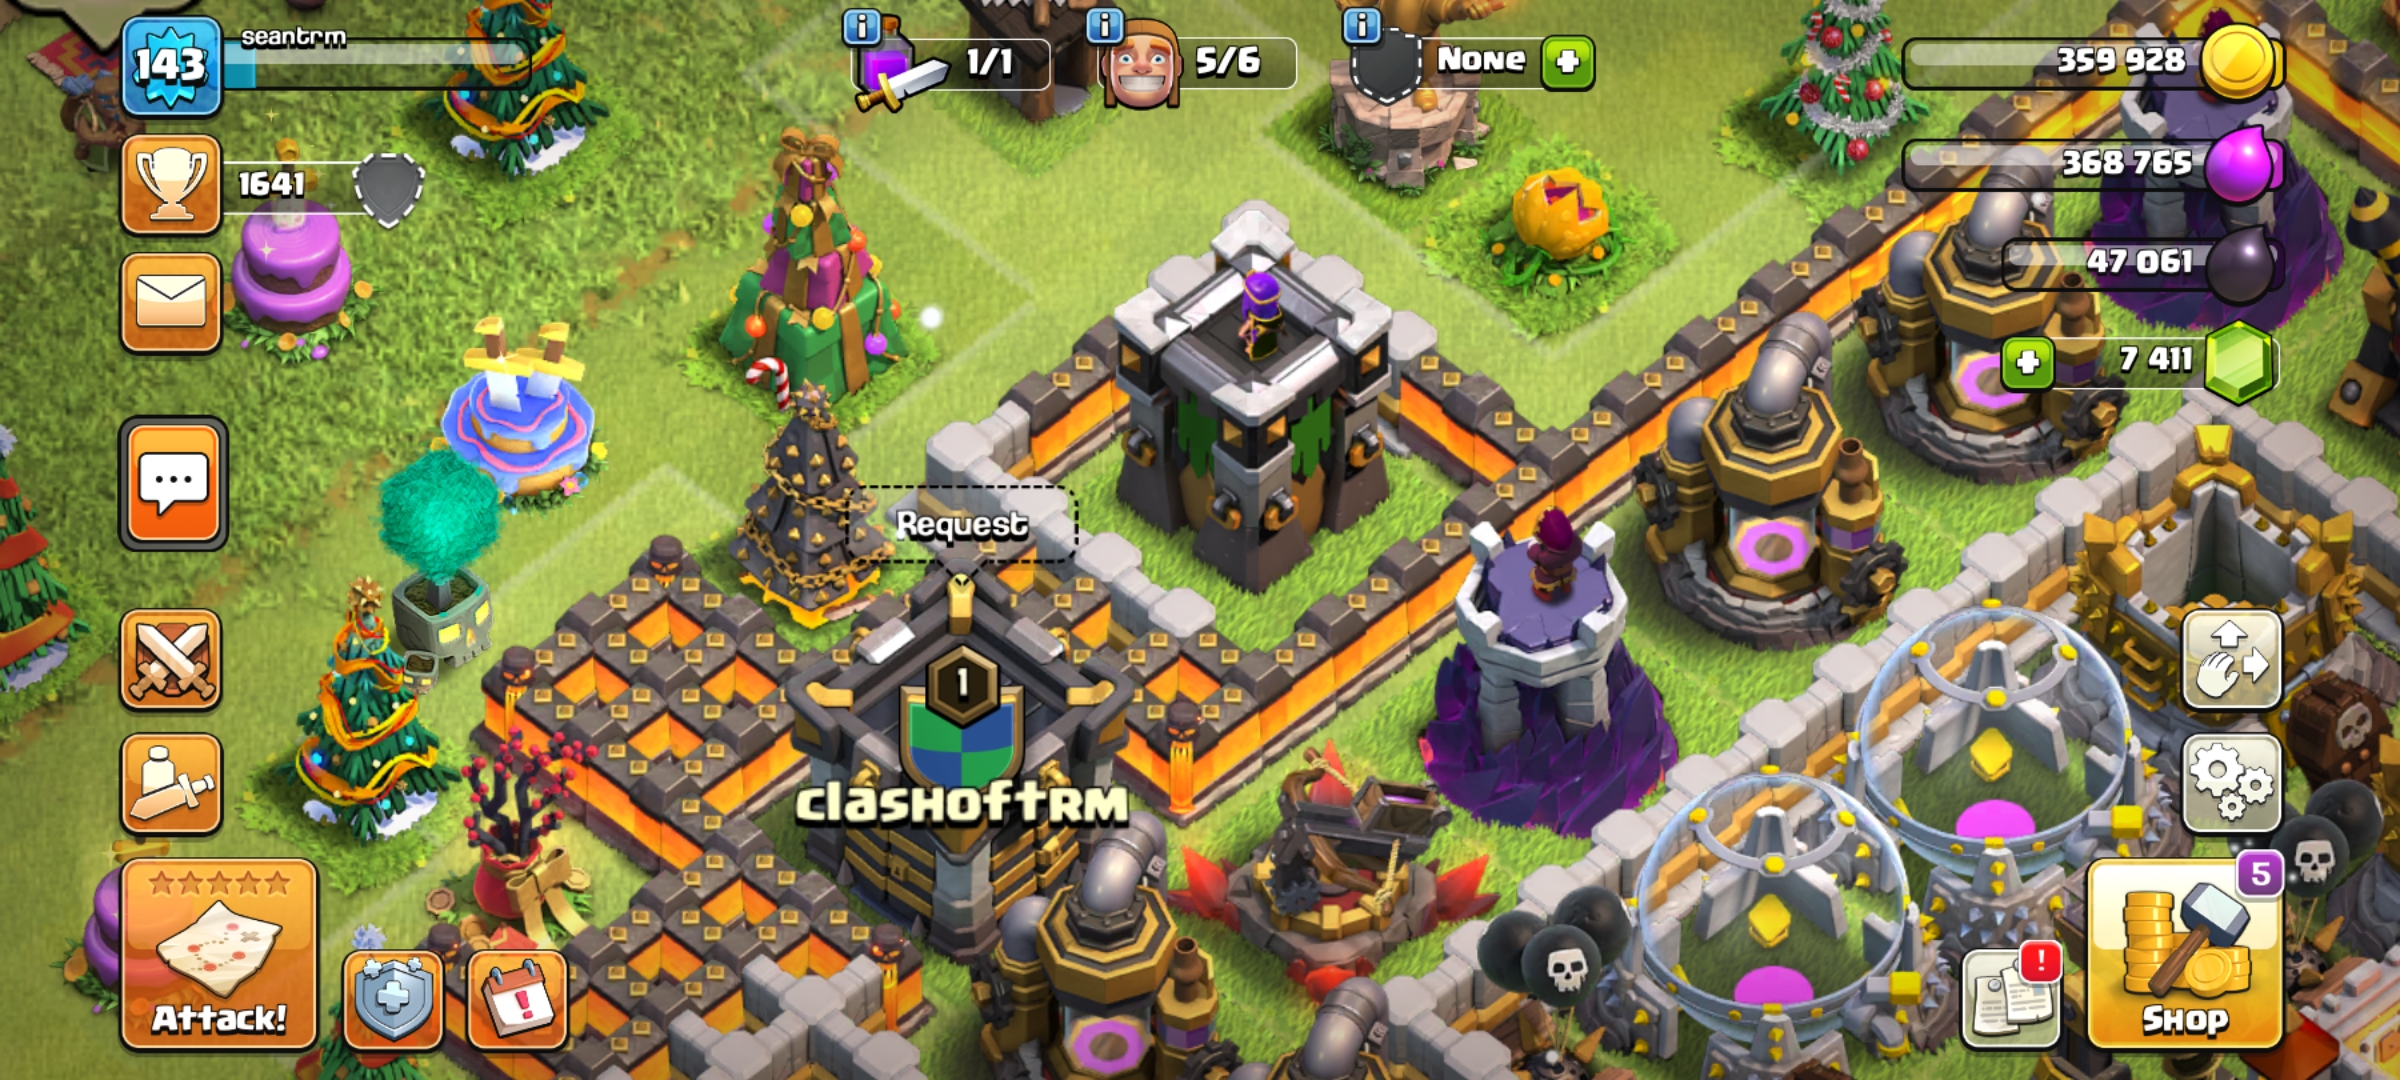 143
seantrm
1/1
5/6
None
359 928
1641
368 765
47 061
7 411
Request
1
clashoftRM
5
Attack!
!
Shop